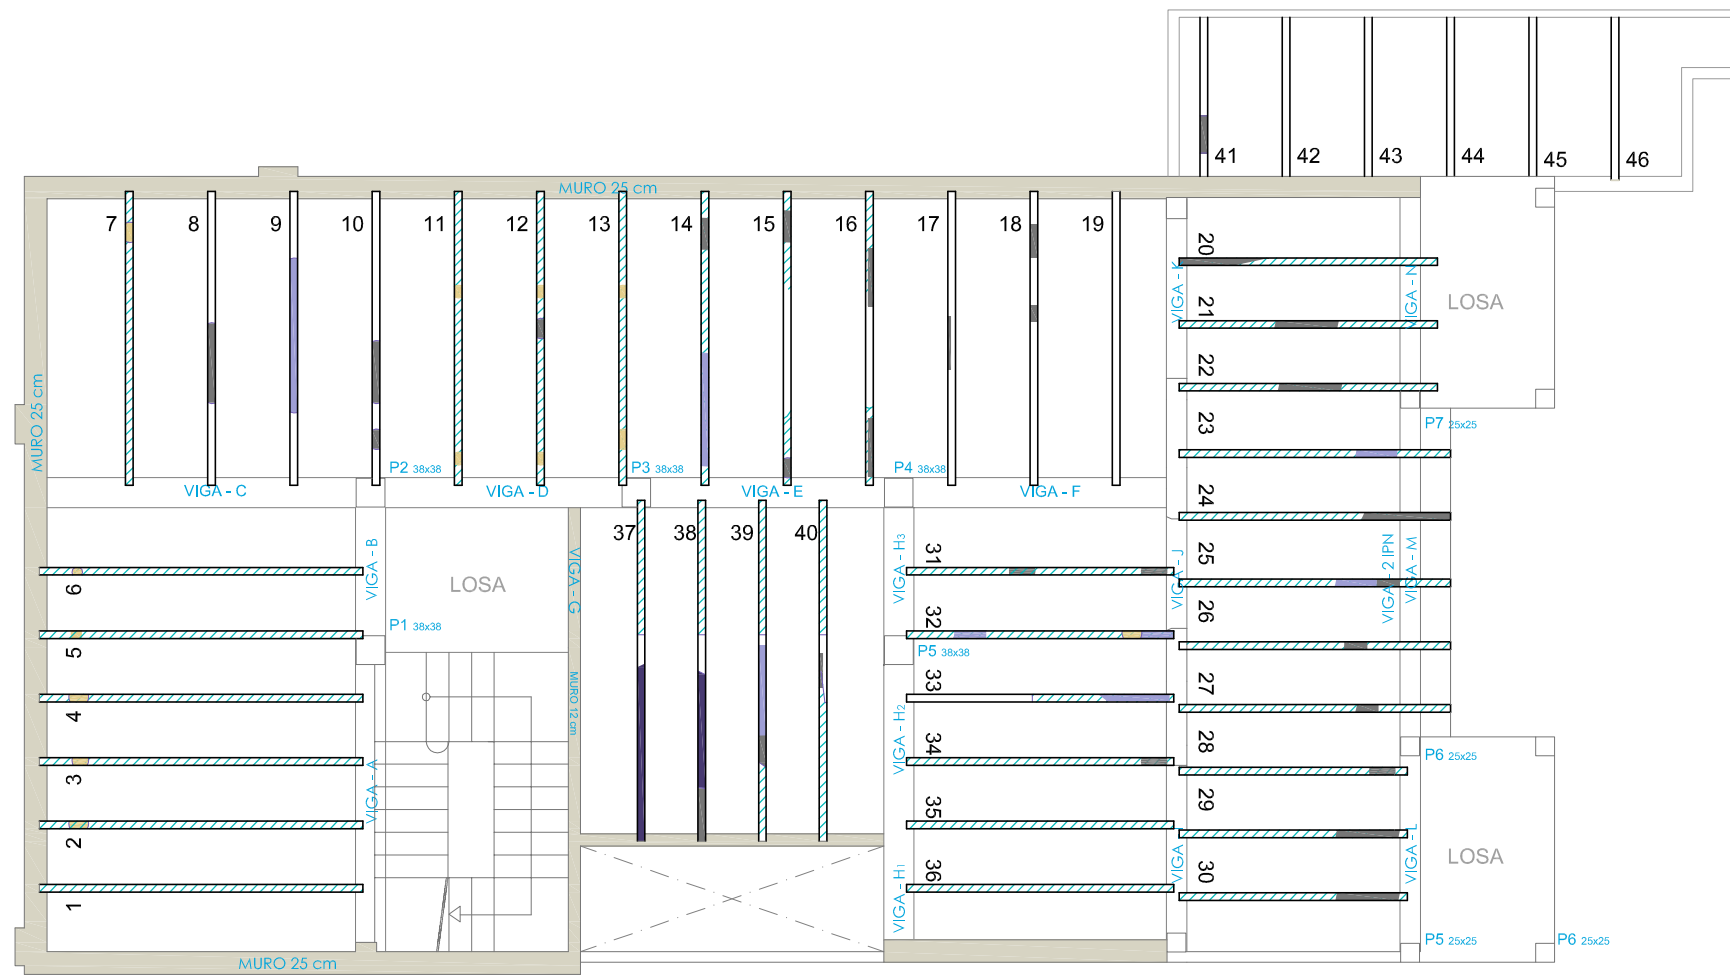 41
42
43
44
45
46
MURO 25 cm
7
8
9
10
11
12
13
14
15
16
17
18
19
20
VIGA - K
VIGA - N
LOSA
21
22
MURO 25 cm
23
P7 25x25
P2 38x38
P3 38x38
P4 38x38
VIGA - C
VIGA - D
VIGA - E
VIGA - F
24
37
38
39
40
6
VIGA - B
LOSA
VIGA - G
VIGA - H3
31
VIGA - J
25
VIGA - 2 IPN
VIGA - M
26
5
P1 38x38
32
P5 38x38
4
MURO 12 cm
33
VIGA - H2
27
3
VIGA - A
34
28
P6 25x25
2
35
29
VIGA - L
LOSA
1
36
VIGA - H1
30
P5 25x25
P6 25x25
MURO 25 cm